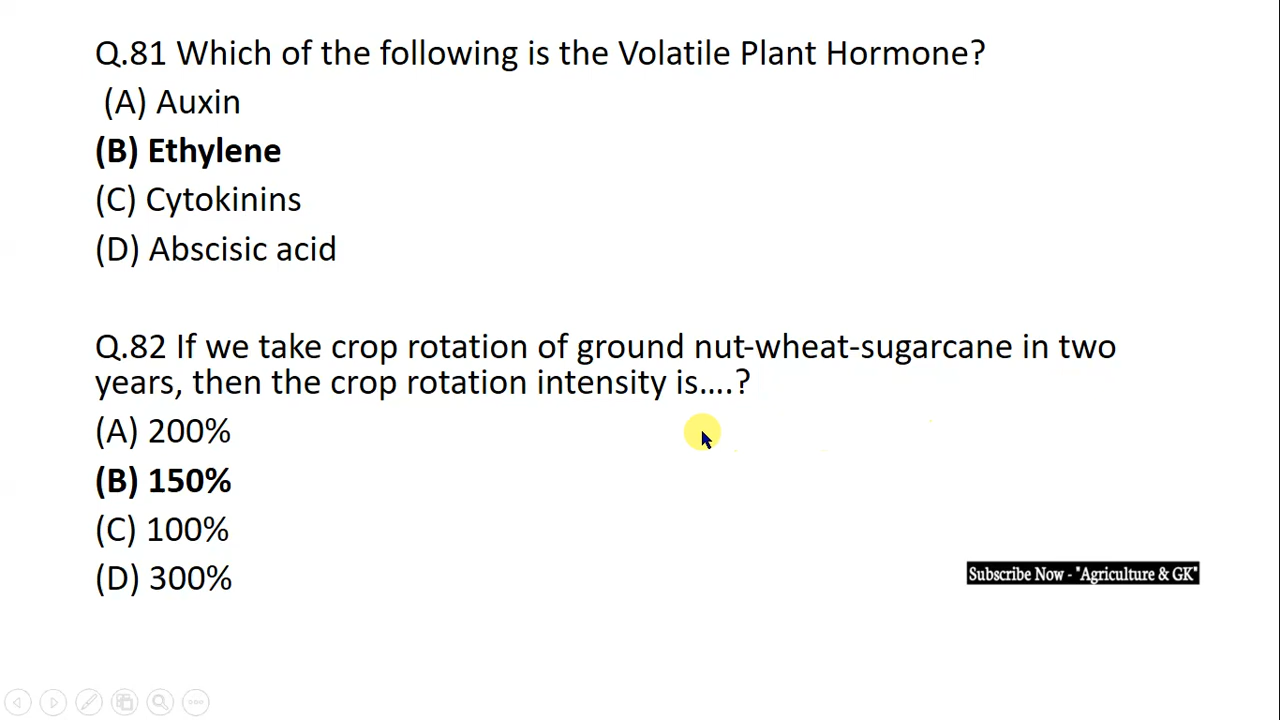 Q.81 Which of the following is the Volatile Plant Hormone?
(A) Auxin
(B) Ethylene
(C) Cytokinins
(D) Abscisic acid
Q.82 If we take crop rotation of ground nut-wheat-sugarcane in two
years, then the crop rotation intensity is....?
(A) 200%
(B) 150%
(C) 100%
(D) 300%
Subscribe Now - "Agriculture & GK"